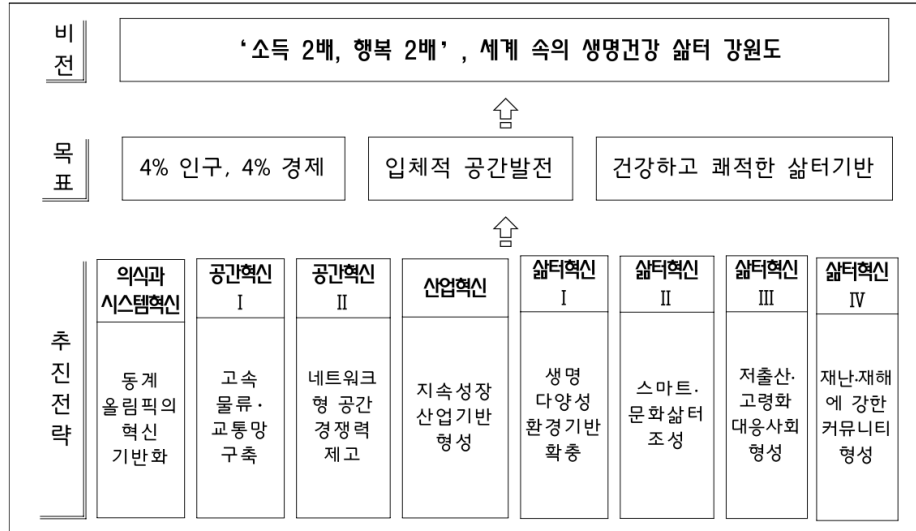 비
전
‘소득 2배, 행복 2배’, 세계 속의 생명건강 삶터 강원도
목
표
4% 인구, 4% 경제
입체적 공간발전
건강하고 쾌적한 삶터기반
추
진
전
략
의식과
시스템혁신
동계
올림픽의
혁신
기반화
공간혁신
Ⅰ
고속
물류·
교통망
구축
공간혁신
Ⅱ
네트워크
형 공간
경쟁력
제고
산업혁신
지속성장
산업기반
형성
삶터혁신
Ⅰ
생명
다양성
환경기반
확충
삶터혁신
Ⅱ
스마트·
문화삶터
조성
삶터혁신
Ⅲ
저출산·
고령화
대응사회
형성
삶터혁신
Ⅳ
재난·재해
에 강한
커뮤니티
형성